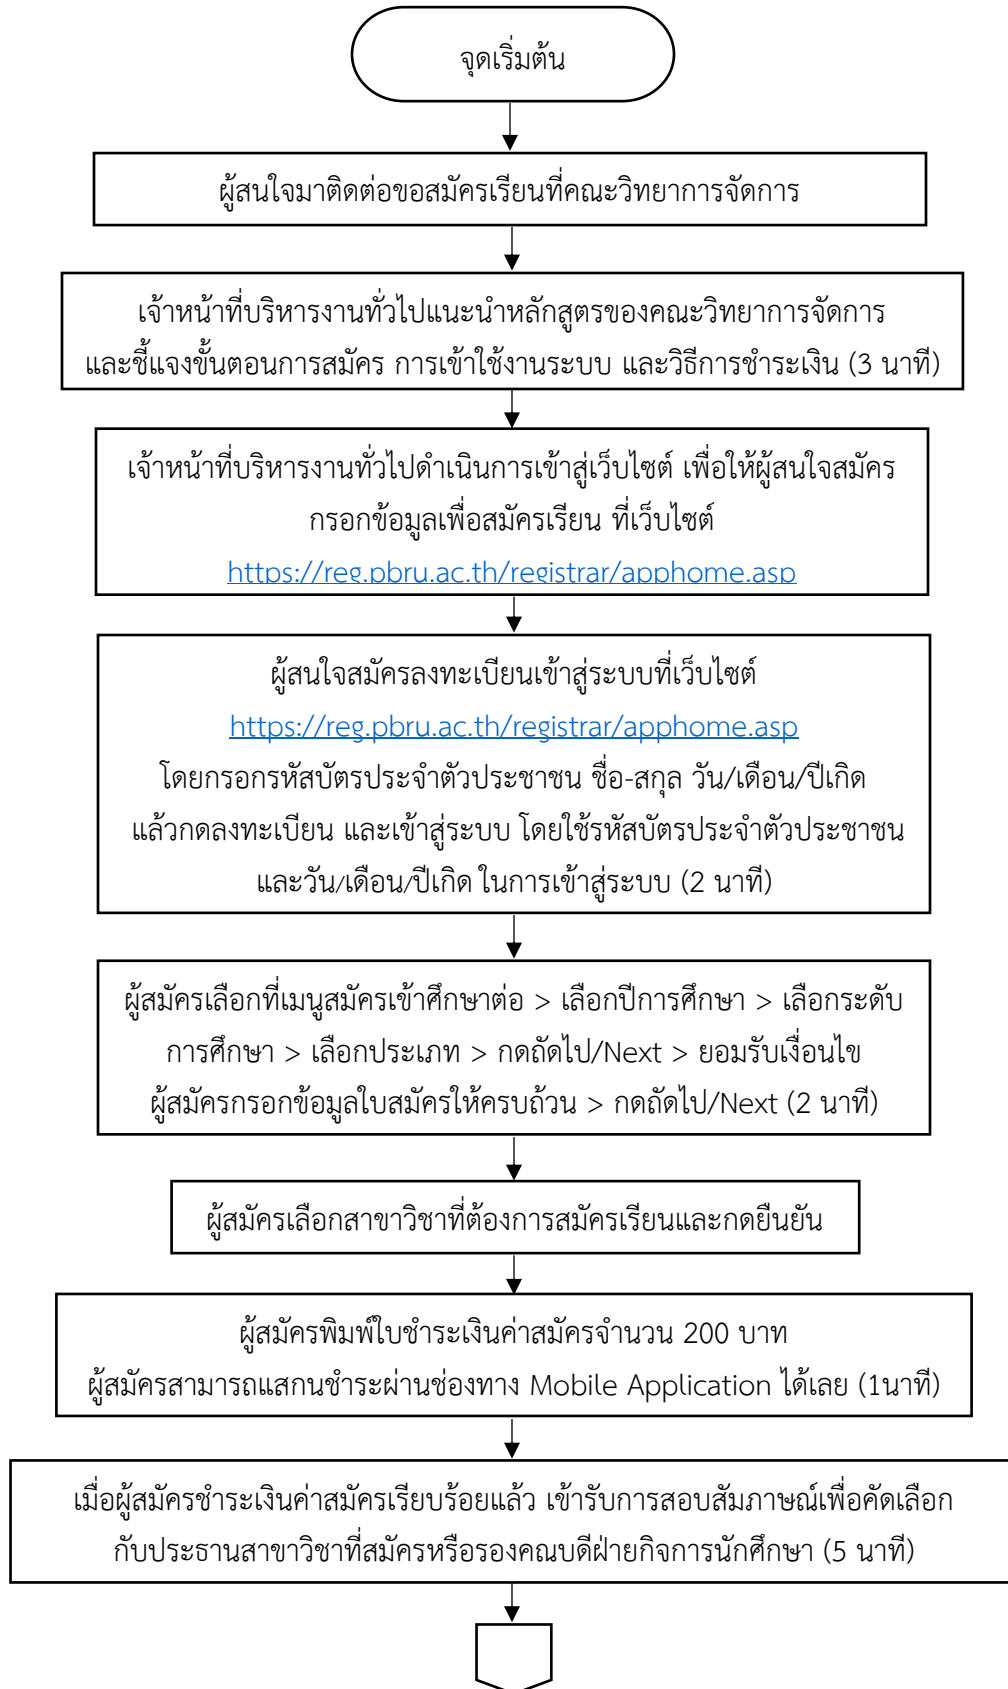 จุดเริ่มต้น
ผู้สนใจมาติดต่อขอสมัครเรียนที่คณะวิทยาการจัดการ
เจ้าหน้าที่บริหารงานทั่วไปแนะนำหลักสูตรของคณะวิทยาการจัดการ
และชี้แจงขั้นตอนการสมัคร การเข้าใช้งานระบบ และวิธีการชำระเงิน (3 นาที)
เจ้าหน้าที่บริหารงานทั่วไปดำเนินการเข้าสู่เว็บไซต์ เพื่อให้ผู้สนใจสมัคร
กรอกข้อมูลเพื่อสมัครเรียน ที่เว็บไซต์
https://reg.pbru.ac.th/registrar/apphome.asp
ผู้สนใจสมัครลงทะเบียนเข้าสู่ระบบที่เว็บไซต์
https://reg.pbru.ac.th/registrar/apphome.asp
โดยกรอกรหัสบัตรประจำตัวประชาชน ชื่อ-สกุล วัน/เดือน/ปีเกิด
แล้วกดลงทะเบียน และเข้าสู่ระบบ โดยใช้รหัสบัตรประจำตัวประชาชน
และวัน/เดือน/ปีเกิด ในการเข้าสู่ระบบ (2 นาที)
ผู้สมัครเลือกที่เมนูสมัครเข้าศึกษาต่อ > เลือกปีการศึกษา > เลือกระดับ
การศึกษา > เลือกประเภท > กดถัดไป/Next > ยอมรับเงื่อนไข
ผู้สมัครกรอกข้อมูลใบสมัครให้ครบถ้วน > กดถัดไป/Next (2 นาที)
ผู้สมัครเลือกสาขาวิชาที่ต้องการสมัครเรียนและกดยืนยัน
ผู้สมัครพิมพ์ใบชำระเงินค่าสมัครจำนวน 200 บาท
ผู้สมัครสามารถแสกนชำระผ่านช่องทาง Mobile Application ได้เลย (1นาที)
เมื่อผู้สมัครชำระเงินค่าสมัครเรียบร้อยแล้ว เข้ารับการสอบสัมภาษณ์เพื่อคัดเลือก
กับประธานสาขาวิชาที่สมัครหรือรองคณบดีฝ่ายกิจการนักศึกษา (5 นาที)